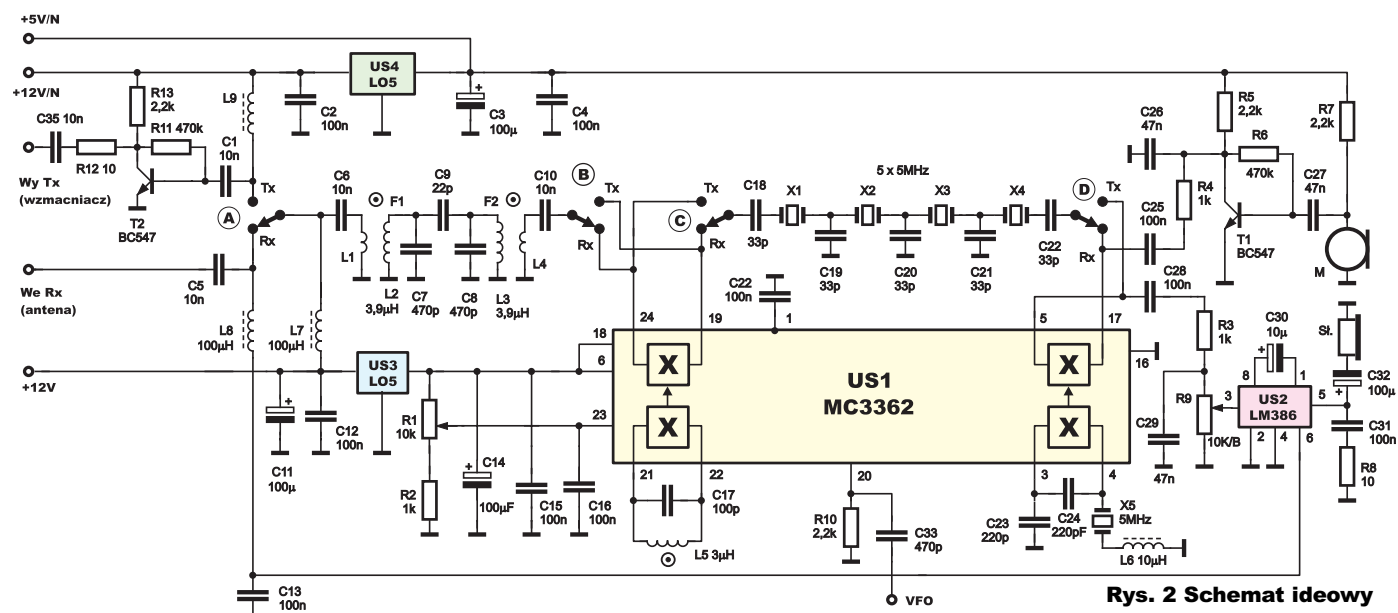 +5V/N
+12V/N
US4
LO5
R13
2,2k
L9
C35 10n
R11 470k
C1
10n
R12 10
C2
100n
C3
100µ
C4
100n
Wy Tx
(wzmacniacz)
T2
BC547
Tx
A
Rx
C6
10n
F1
C9
22p
F2
C10
10n
B
Tx
Rx
Tx
C
Rx
5 x 5MHz
C18
33p
X1
X2
X3
X4
C19
33p
C20
33p
C21
33p
C22
33p
D
Tx
Rx
C26
47n
R5
2,2k
R7
2,2k
R6
470k
R4
1k
C25
100n
C27
47n
T1
BC547
M
We Rx
(antena)
C5
10n
L1
L2
3,9µH
C7
470p
C8
470p
L3
3,9µH
L4
C22
100n
C28
100n
L8
100µH
L7
100µH
24
19
1
5
17
R3
1k
C30
10µ
Sł.
+12V
US3
LO5
18
6
23
X
X
US1
MC3362
X
X
16
8
1
3
US2
LM386
5
2
4
6
C32
100µ
C31
100n
R8
10
R9
10K/B
C29
47n
C11
100µ
C12
100n
R1
10k
R2
1k
C14
100µF
C15
100n
C16
100n
21
22
C17
100p
L5 3µH
20
R10
2,2k
C33
470p
VFO
3
4
C23
220p
C24
220pF
X5
5MHz
L6 10µH
C13
100n
Rys. 2 Schemat ideowy